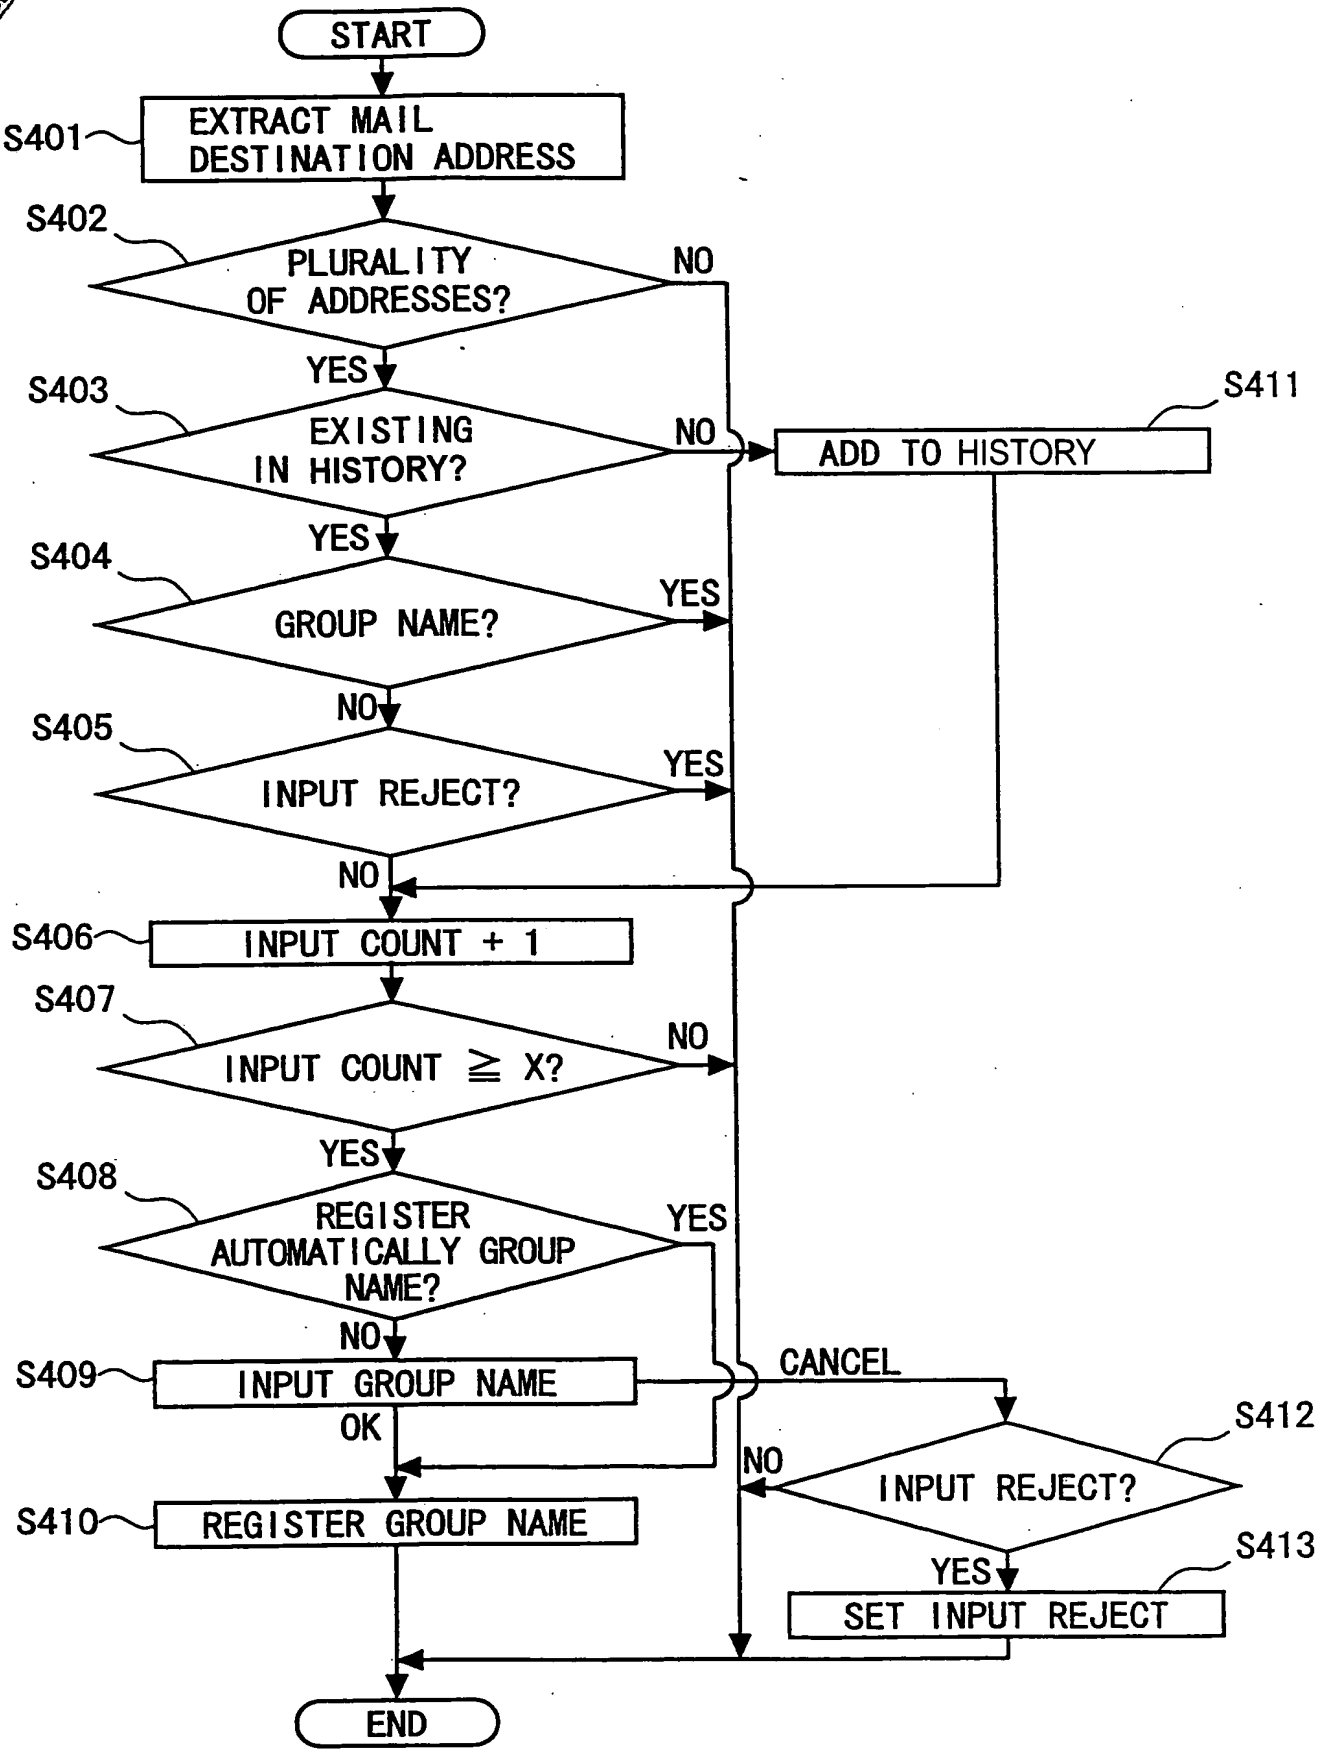 START
S401
EXTRACT MAIL
DESTINATION ADDRESS
S402
PLURALITY
OF ADDRESSES?
NO
YES
S403
EXISTING
IN HISTORY?
NO
S411
ADD TO HISTORY
YES
S404
GROUP NAME?
YES
NO
S405
INPUT REJECT?
YES
NO
S406
INPUT COUNT + 1
S407
INPUT COUNT ≧ X?
NO
YES
S408
REGISTER
AUTOMATICALLY GROUP
NAME?
YES
NO
S409
INPUT GROUP NAME
CANCEL
OK
S412
INPUT REJECT?
NO
S410
REGISTER GROUP NAME
YES
S413
SET INPUT REJECT
END